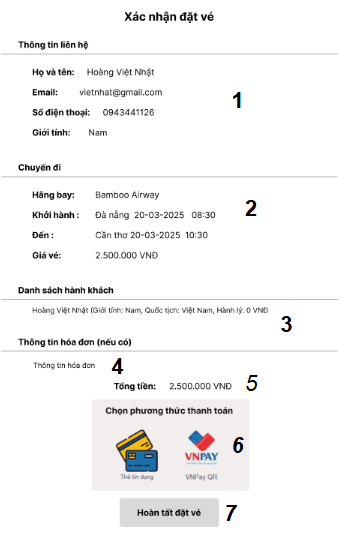 Xác nhận đặt vé
Thông tin liên hệ
Họ và tên: Hoàng Việt Nhật
Email: vietnhat@gmail.com 1
Số điện thoại: 0943441126
Giới tính: Nam
Chuyến đi
Hãng bay: Bamboo Airway
Khởi hành : Đà nẵng 20-03-2025 08:30 2
Đến : Cần thơ 20-03-2025 10:30
Giá vé: 2.500.000 VNĐ
Danh sách hành khách
Hoàng Việt Nhật (Giới tính: Nam, Quốc tịch: Việt Nam, Hành lý: 0 VNĐ
3
Thông tin hóa đơn (nếu có)
Thông tin hóa đơn 4
Tổng tiền: 2.500.000 VNĐ 5
Chọn phương thức thanh toán
VNPAY 6
Thẻ tín dụng VNPay QR
Hoàn tất đặt vé 7